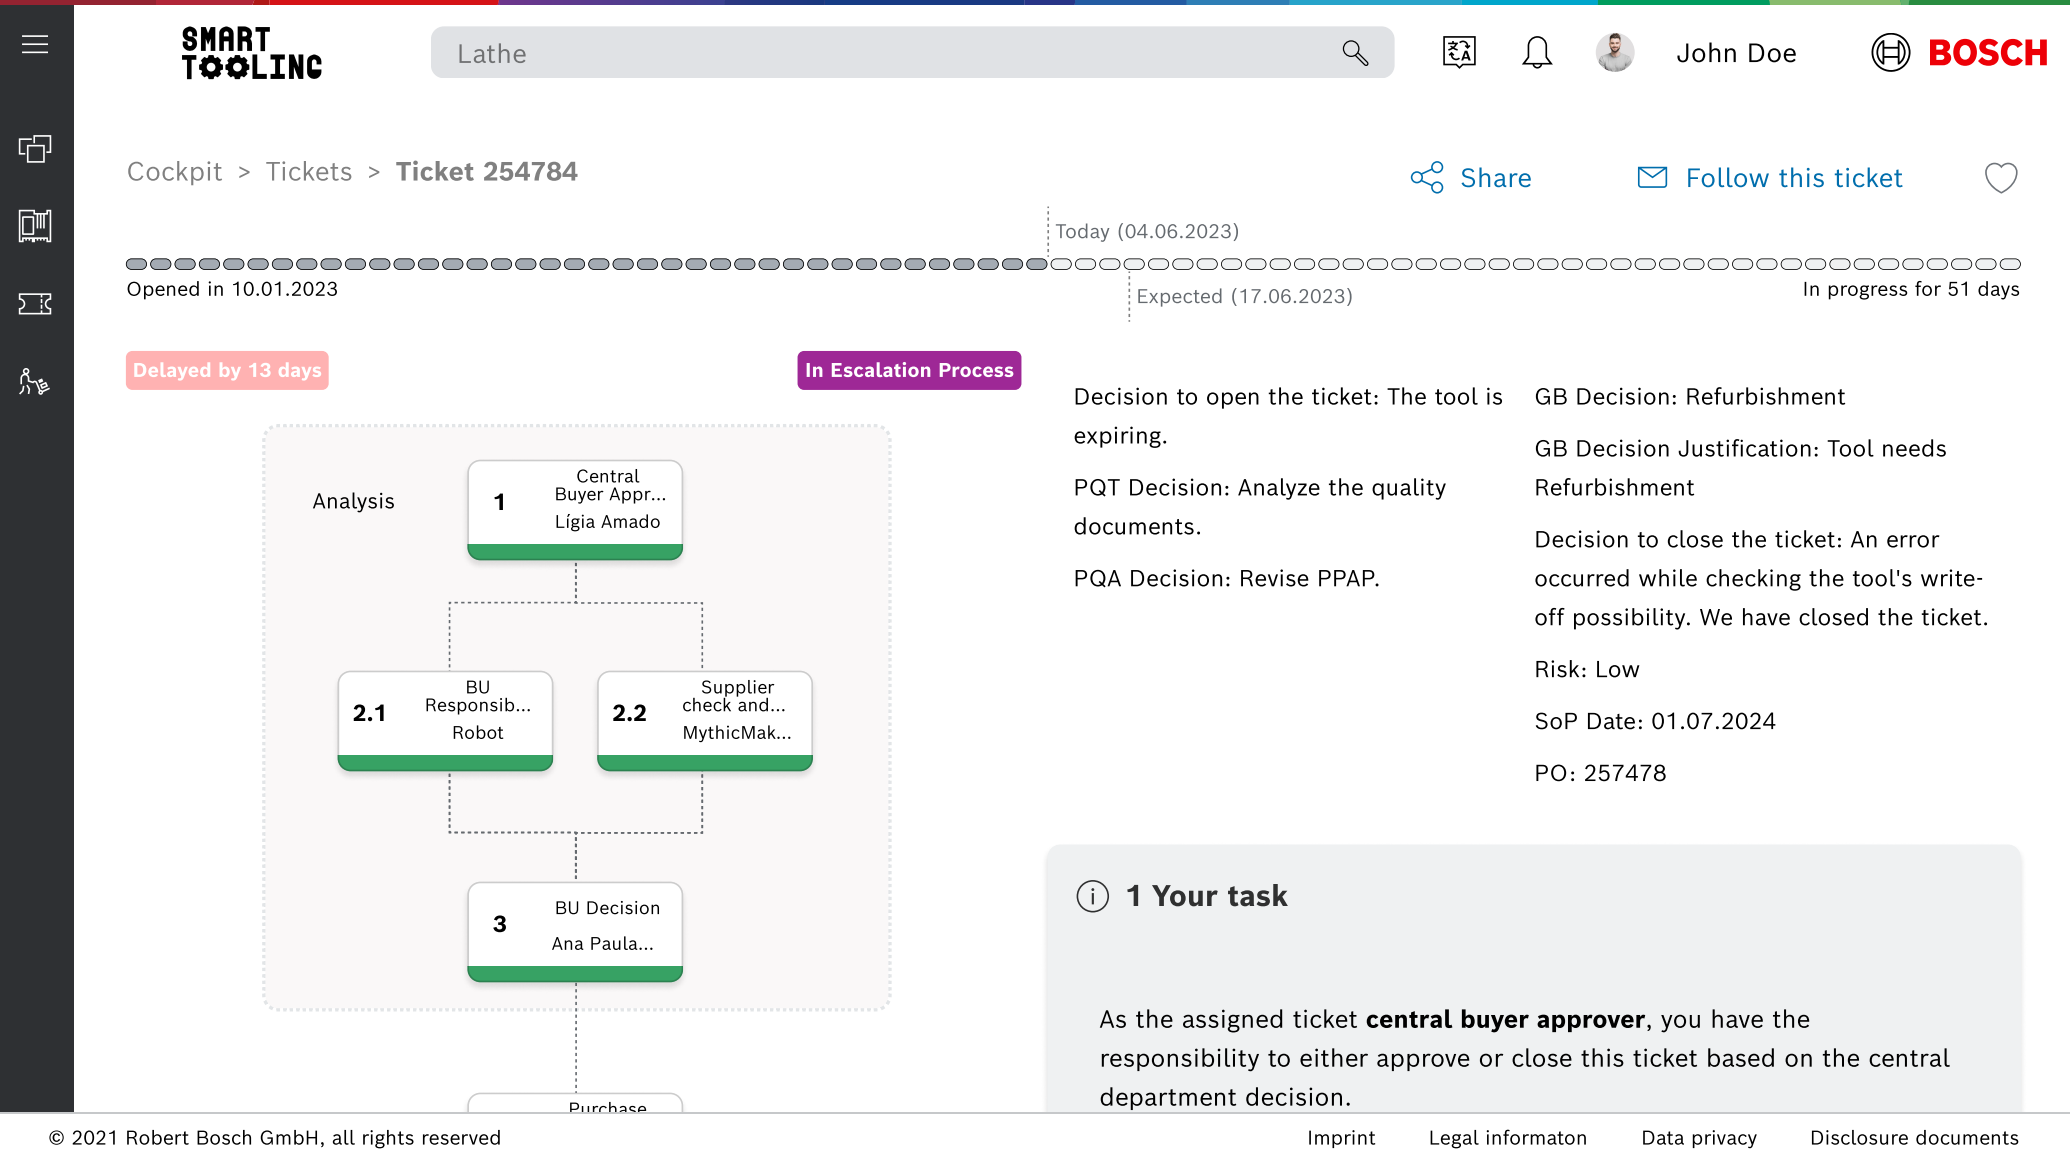 SMART
TOOLING
Lathe
John Doe
BOSCH
Cockpit > Tickets > Ticket 254784
Share
Follow this ticket
Today (04.06.2023)
Opened in 10.01.2023
Expected (17.06.2023)
In progress for 51 days
Delayed by 13 days
In Escalation Process
Analysis
1
Central
Buyer Appr...
Lígia Amado
2.1
BU
Responsib...
Robot
2.2
Supplier
check and...
MythicMak...
3
BU Decision
Ana Paula...
Purchase
Decision to open the ticket: The tool is
expiring.
PQT Decision: Analyze the quality
documents.
PQA Decision: Revise PPAP.
GB Decision: Refurbishment
GB Decision Justification: Tool needs
Refurbishment
Decision to close the ticket: An error
occurred while checking the tool's write-
off possibility. We have closed the ticket.
Risk: Low
SoP Date: 01.07.2024
PO: 257478
1 Your task
As the assigned ticket central buyer approver, you have the
responsibility to either approve or close this ticket based on the central
department decision.
© 2021 Robert Bosch GmbH, all rights reserved
Imprint
Legal informaton
Data privacy
Disclosure documents